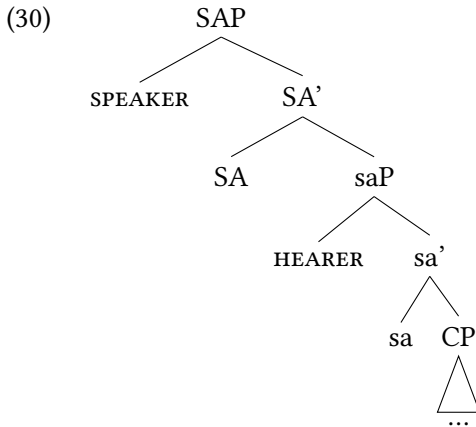 (30) SAP
SPEAKER SA’
SA saP
HEARER sa’
sa CP
...